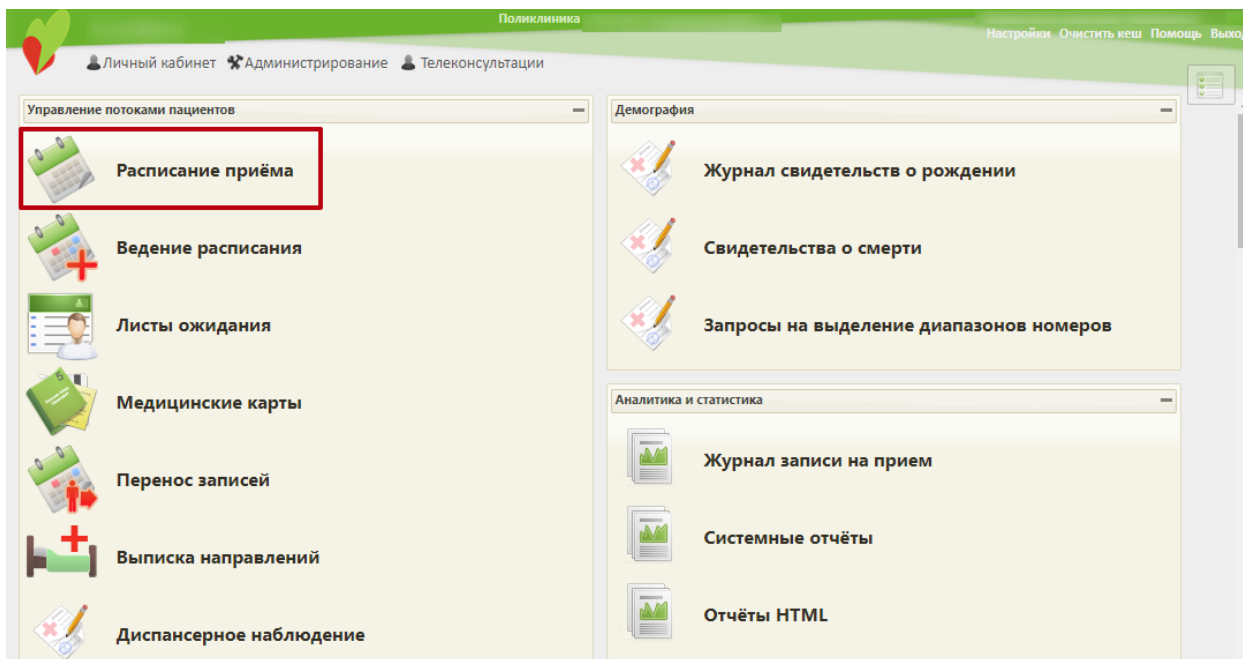 Поликлиника
Настройки Очистить кеш Помощь
Личный кабинет Администрирование Телеконсультации
Управление потоками пациентов
Расписание приёма
Ведение расписания
Листы ожидания
5
Медицинские карты
Перенос записей
Выписка направлений
Диспансерное наблюдение
Демография
Журнал свидетельств о рождении
Свидетельства о смерти
Запросы на выделение диапазонов номеров
Аналитика и статистика
Журнал записи на прием
Системные отчёты
Отчёты HTML